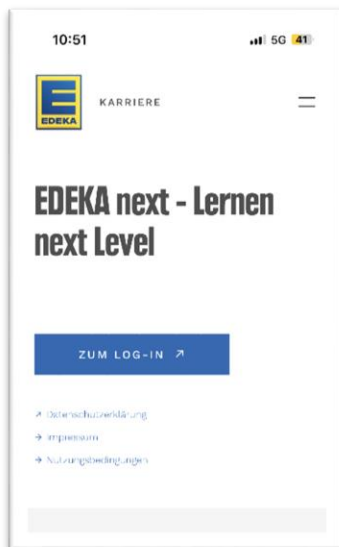 10:51 5G 41
EDEKA KARRIERE
EDEKA next - Lernen
next Level
ZUM LOG-IN ↗
↗ Datenschutzerklärung
→ Impressum
→ Nutzungsbedingungen